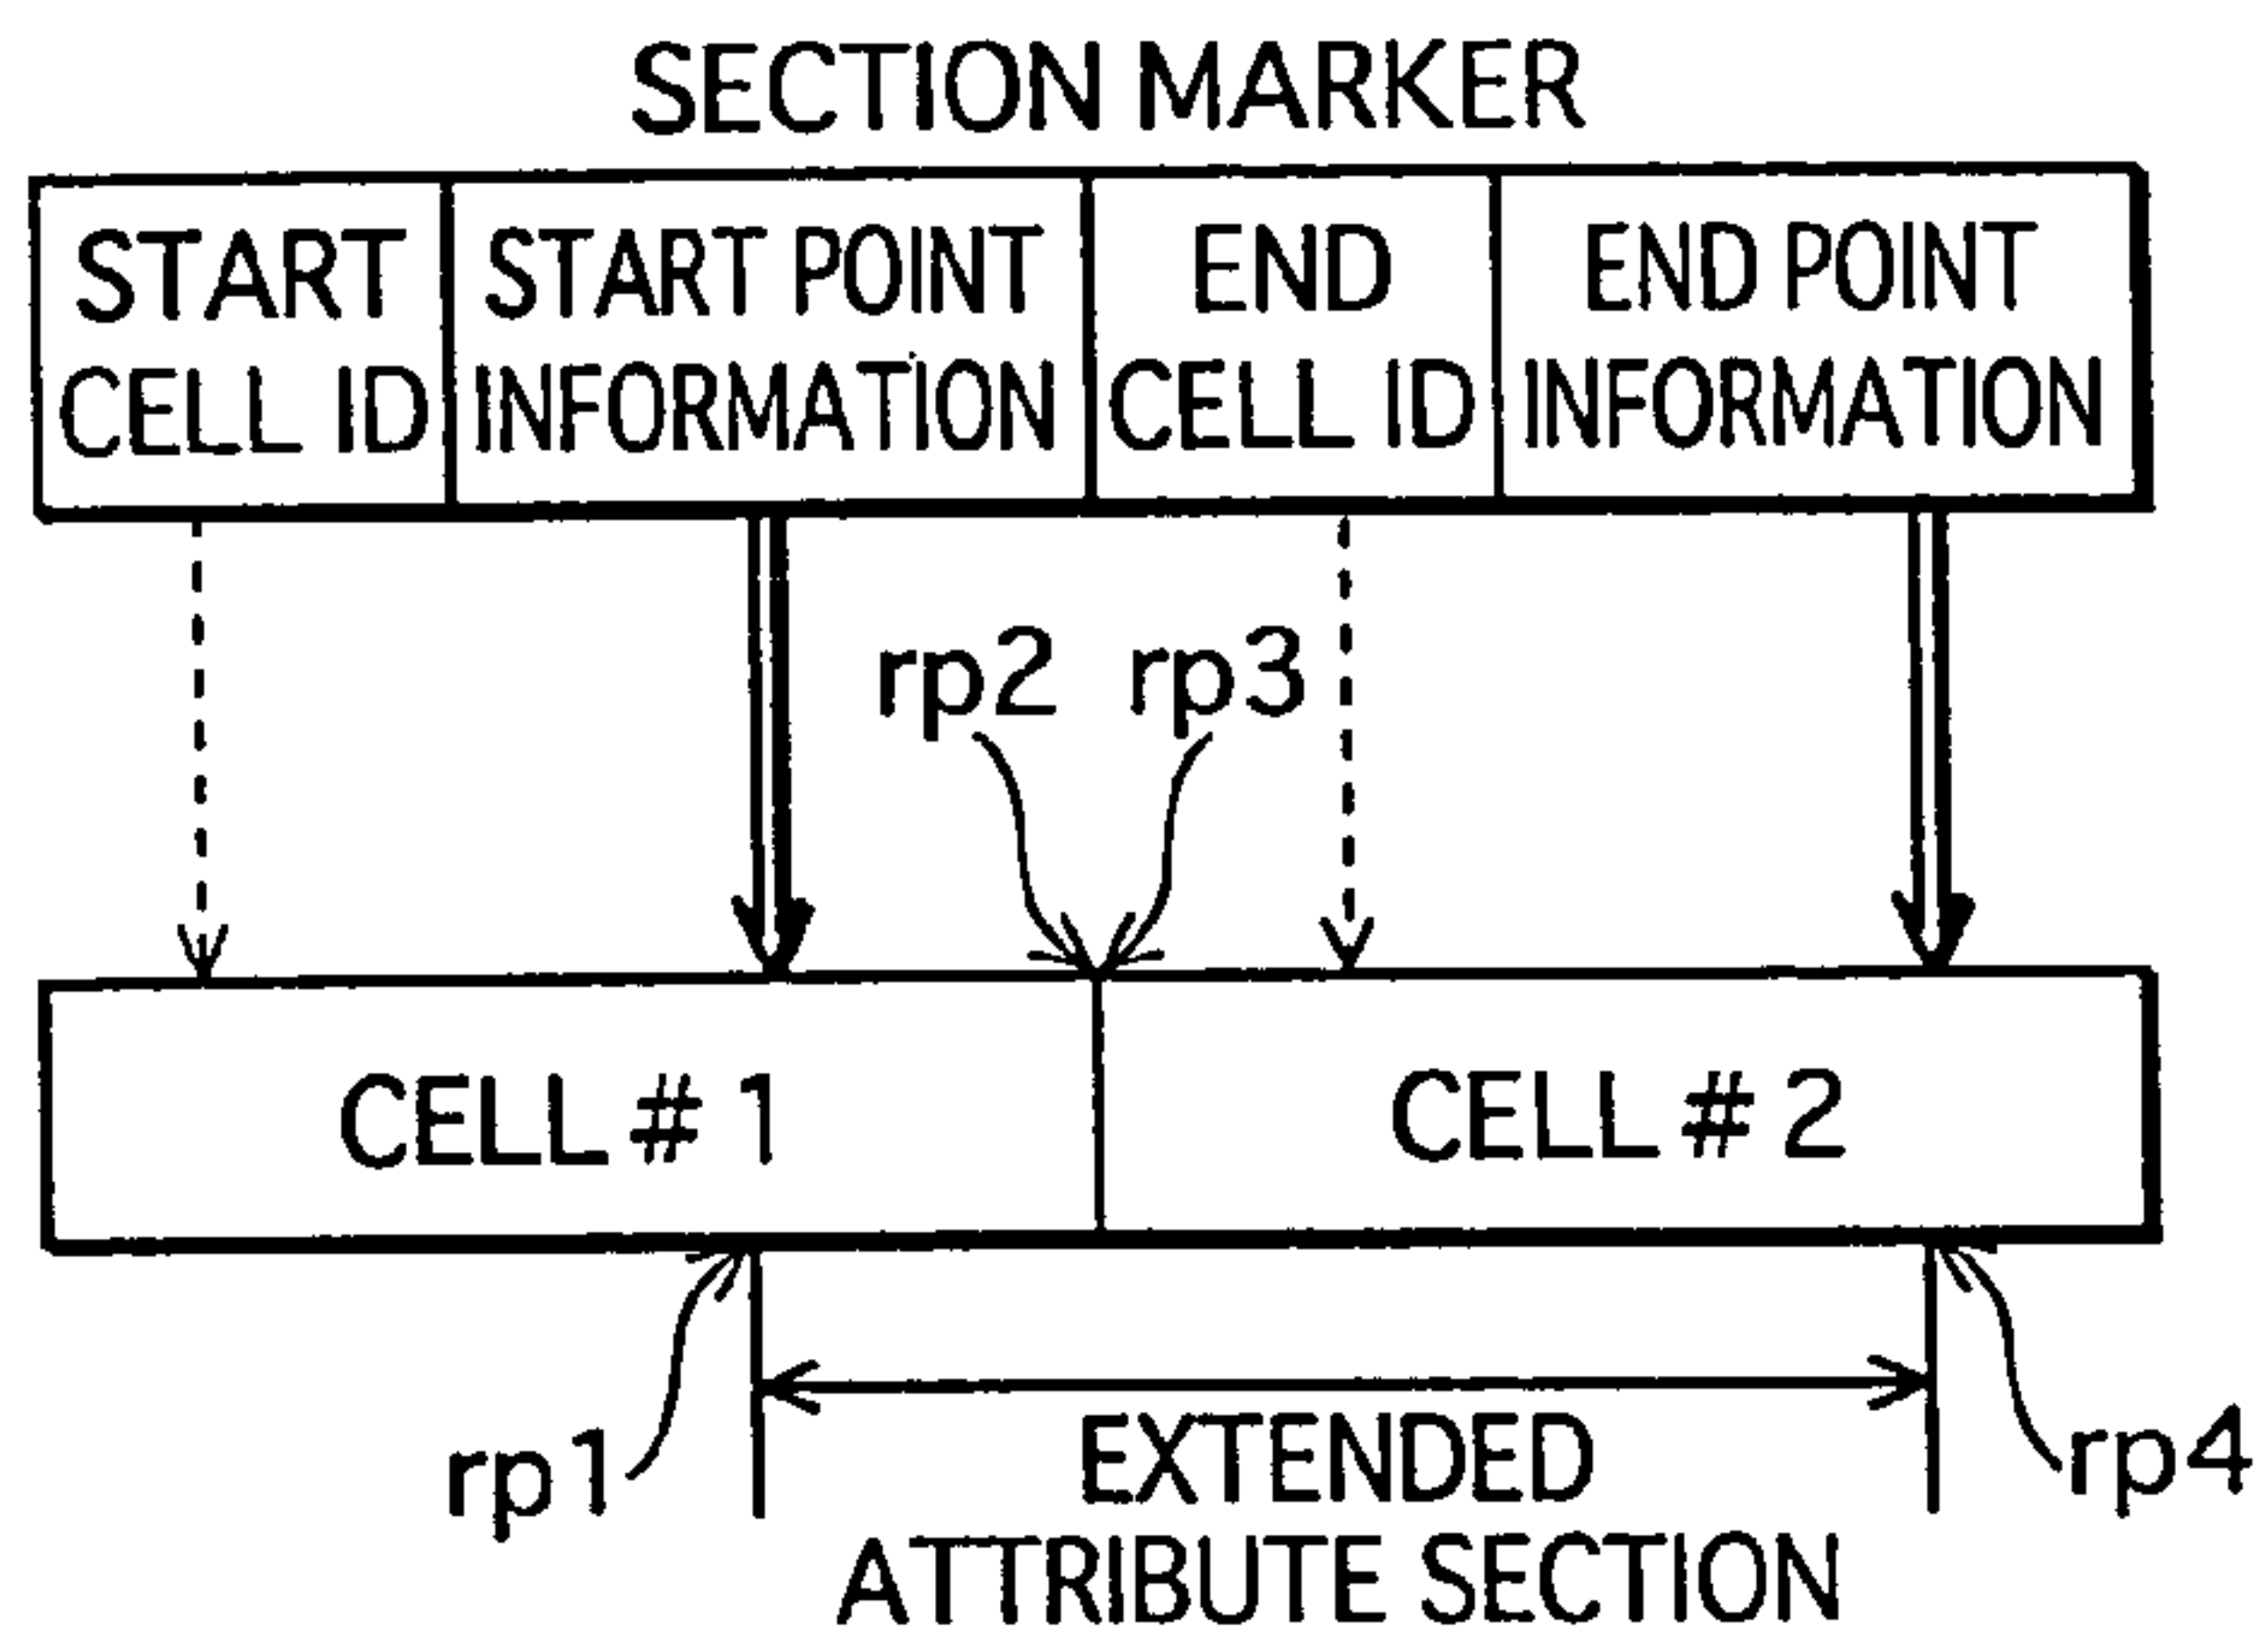 SECTION MARKER
START
CELL ID
START POINT
INFORMATION
END
CELL ID
END POINT
INFORMATION
rp2
rp3
CELL # 1
CELL # 2
rp1
EXTENDED
ATTRIBUTE SECTION
rp4